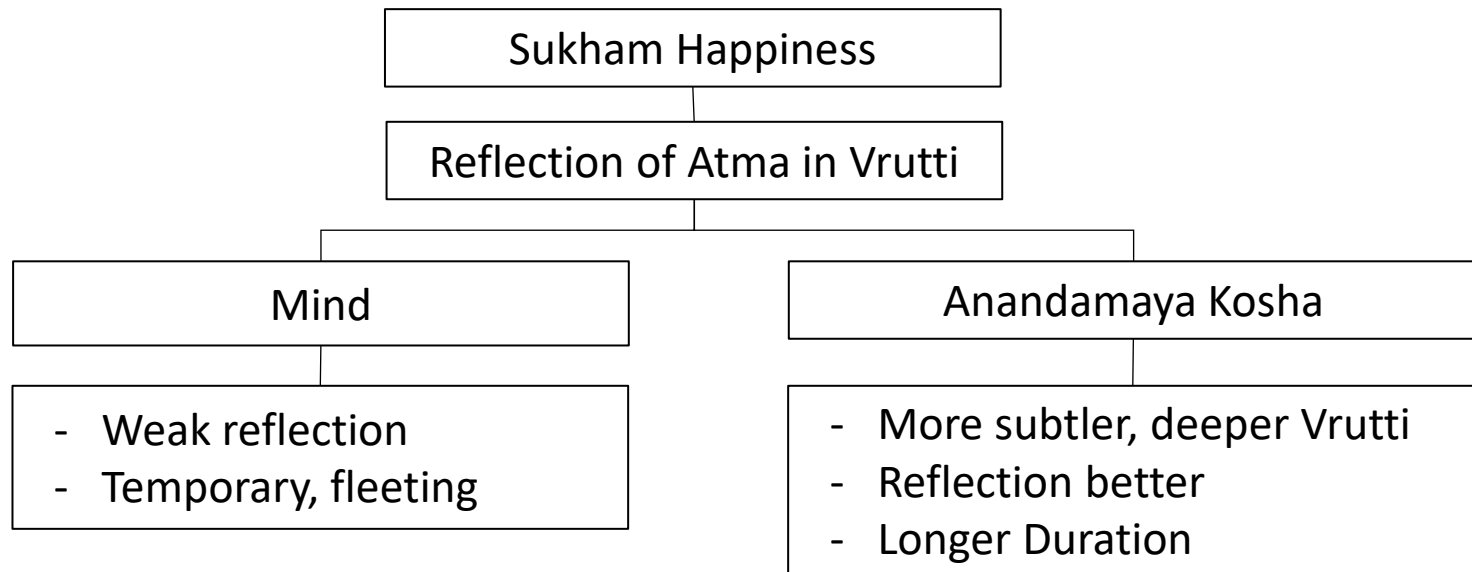 Sukham Happiness
Reflection of Atma in Vrutti
Mind
Anandamaya Kosha
- Weak reflection
- Temporary, fleeting
- More subtler, deeper Vrutti
- Reflection better
- Longer Duration